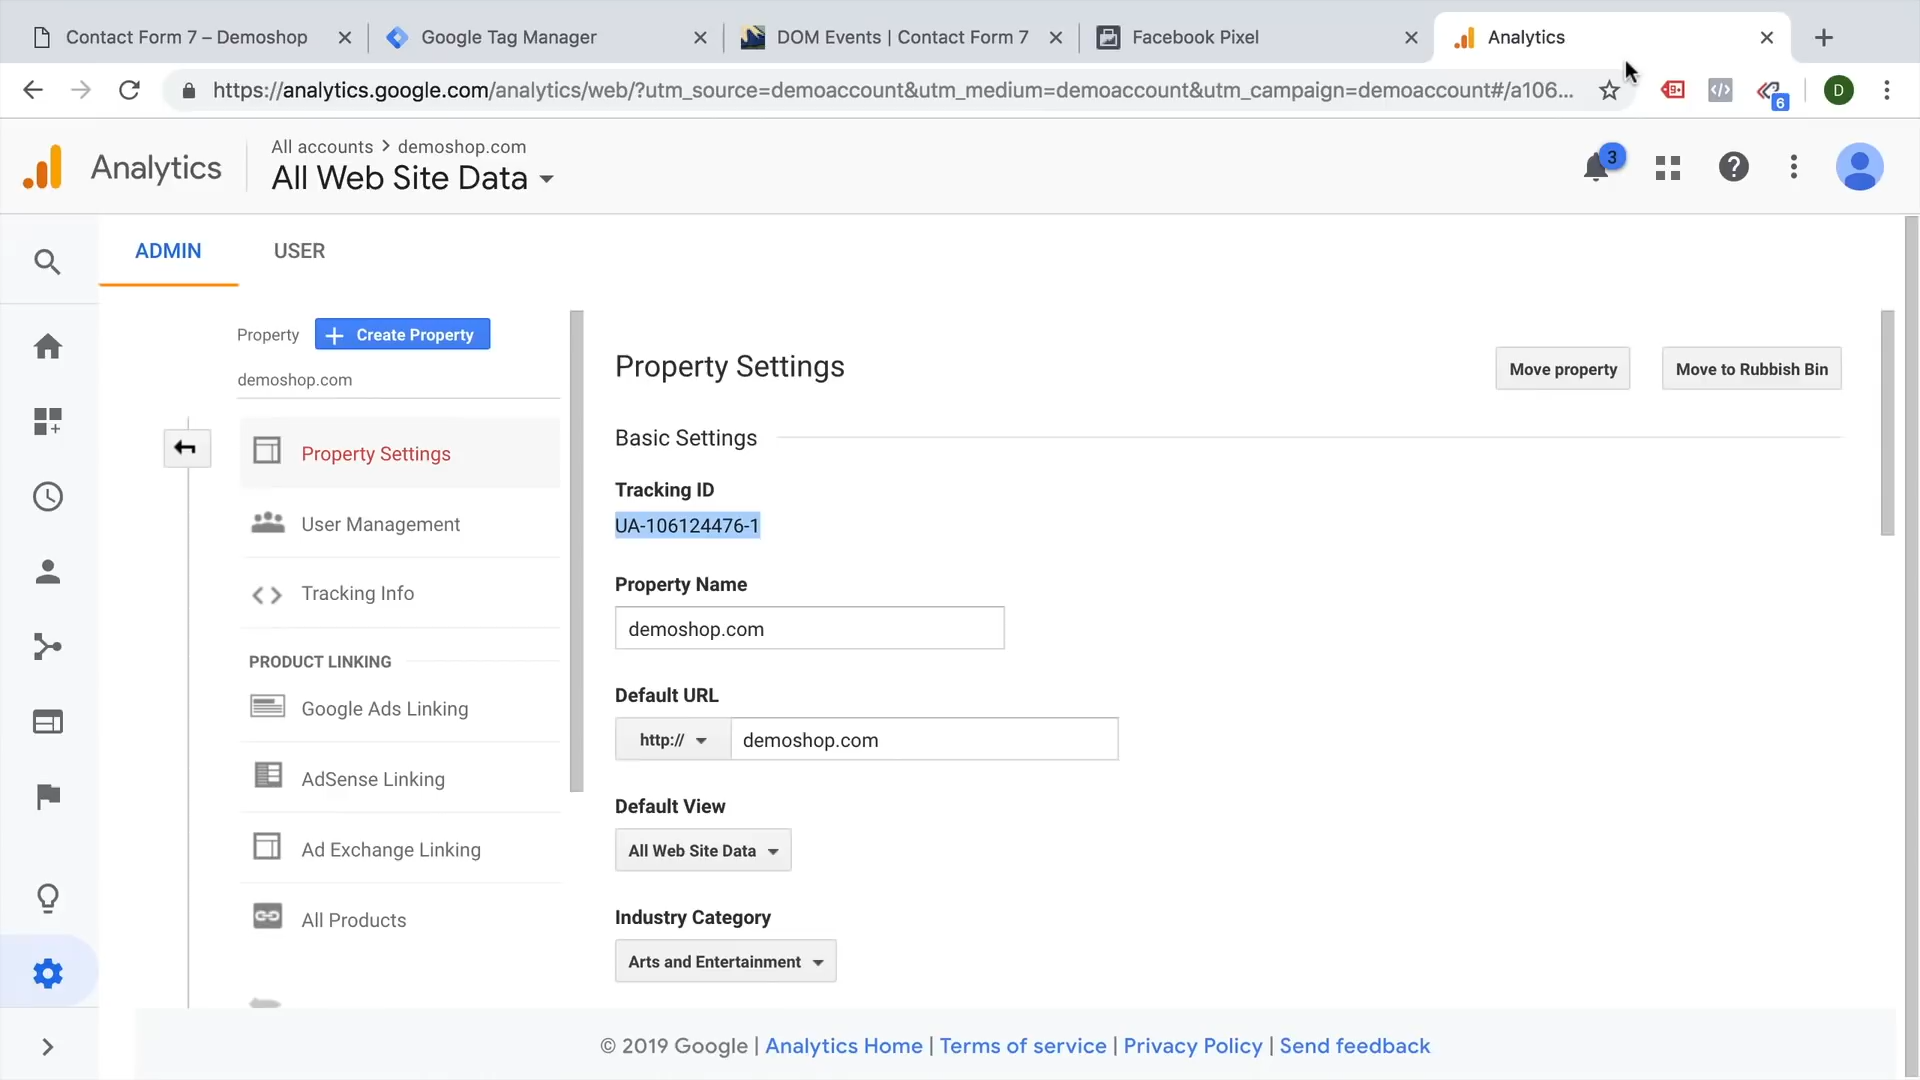 Contact Form 7 – Demoshop
Google Tag Manager
DOM Events | Contact Form 7
Facebook Pixel
Analytics
https://analytics.google.com/analytics/web/?utm_source=demoaccount&utm_medium=demoaccount&utm_campaign=demoaccount#/a106...
6
D
Analytics
All accounts > demoshop.com
All Web Site Data
3
ADMIN
USER
Property
Create Property
demoshop.com
Property Settings
User Management
Tracking Info
PRODUCT LINKING
Google Ads Linking
AdSense Linking
Ad Exchange Linking
All Products
Property Settings
Move property
Move to Rubbish Bin
Basic Settings
Tracking ID
UA-106124476-1
Property Name
demoshop.com
Default URL
http://
demoshop.com
Default View
All Web Site Data
Industry Category
Arts and Entertainment
© 2019 Google | Analytics Home | Terms of service | Privacy Policy | Send feedback